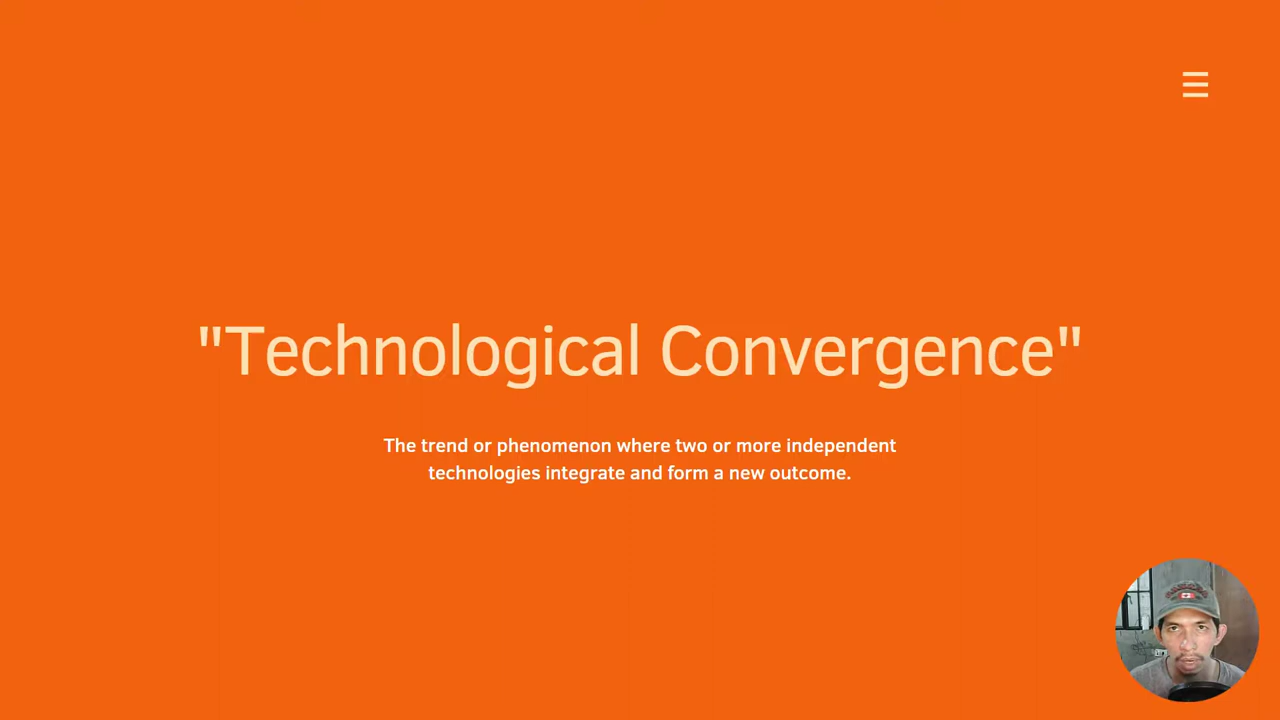 "Technological Convergence"
The trend or phenomenon where two or more independent
technologies integrate and form a new outcome.